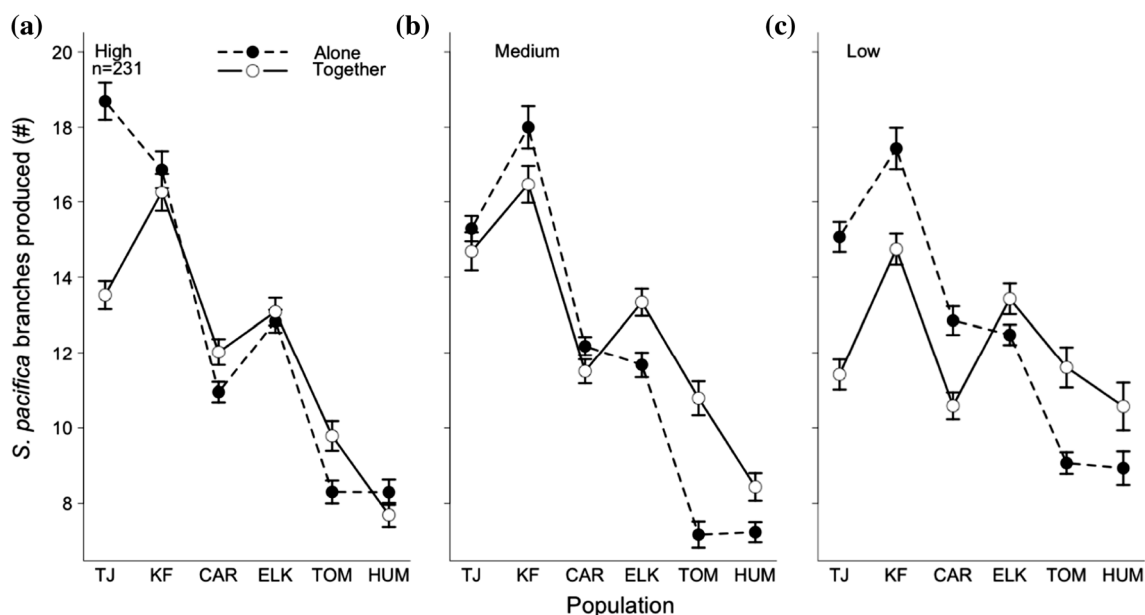 (a)
(b)
(c)
High
n=231
Alone
Together
Medium
Low
20
18
16
14
12
10
8
S. pacifica branches produced (#)
TJ KF CAR ELK TOM HUM
TJ KF CAR ELK TOM HUM
TJ KF CAR ELK TOM HUM
Population